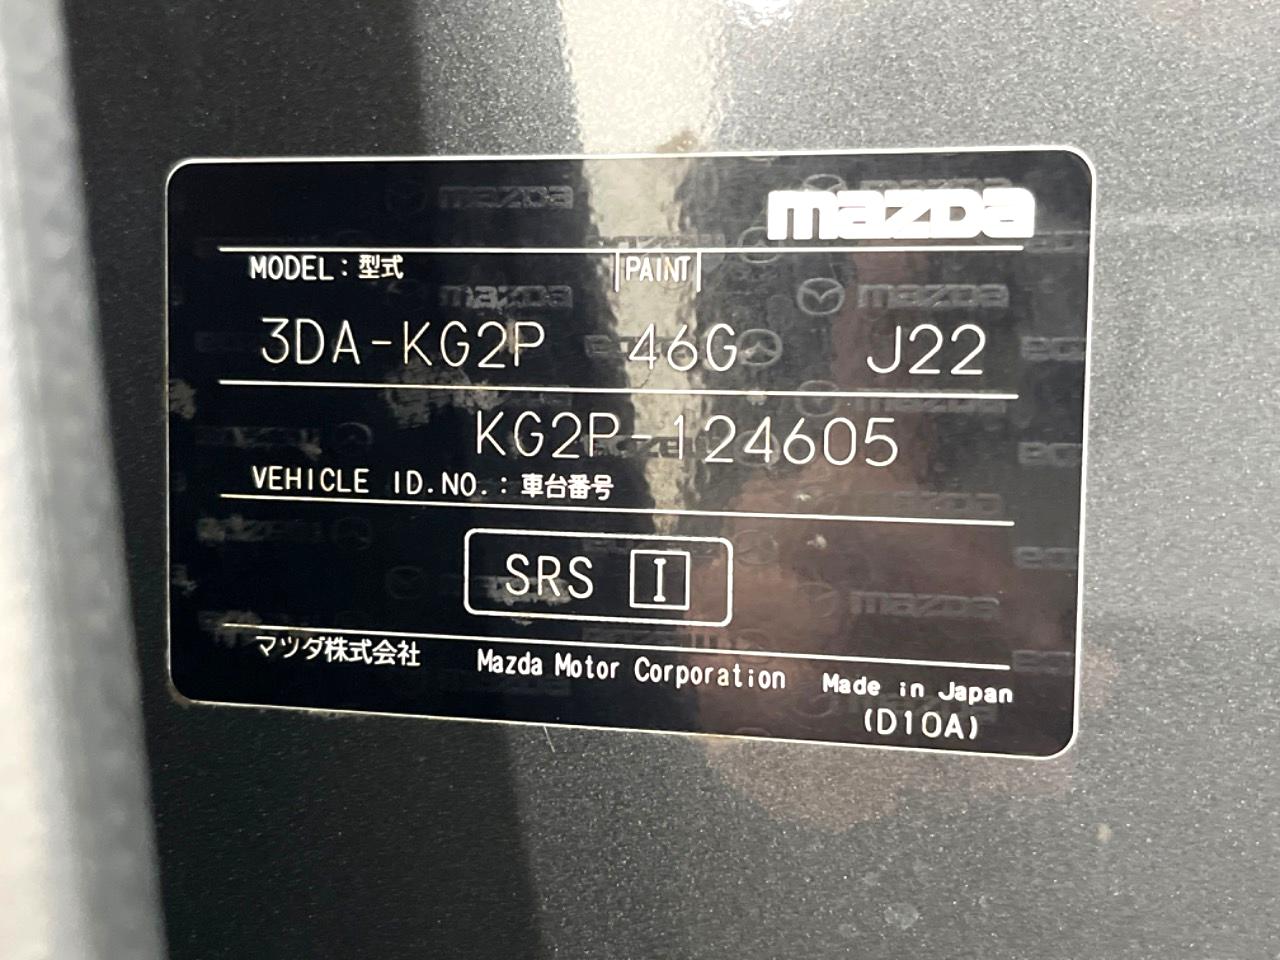 mazda
MODEL : 型式 PAINT
3DA-KG2P 46G J22
KG2P-124605
VEHICLE ID.NO. : 車台番号
SRS I
マツダ株式会社 Mazda Motor Corporation Made in Japan
(D10A)